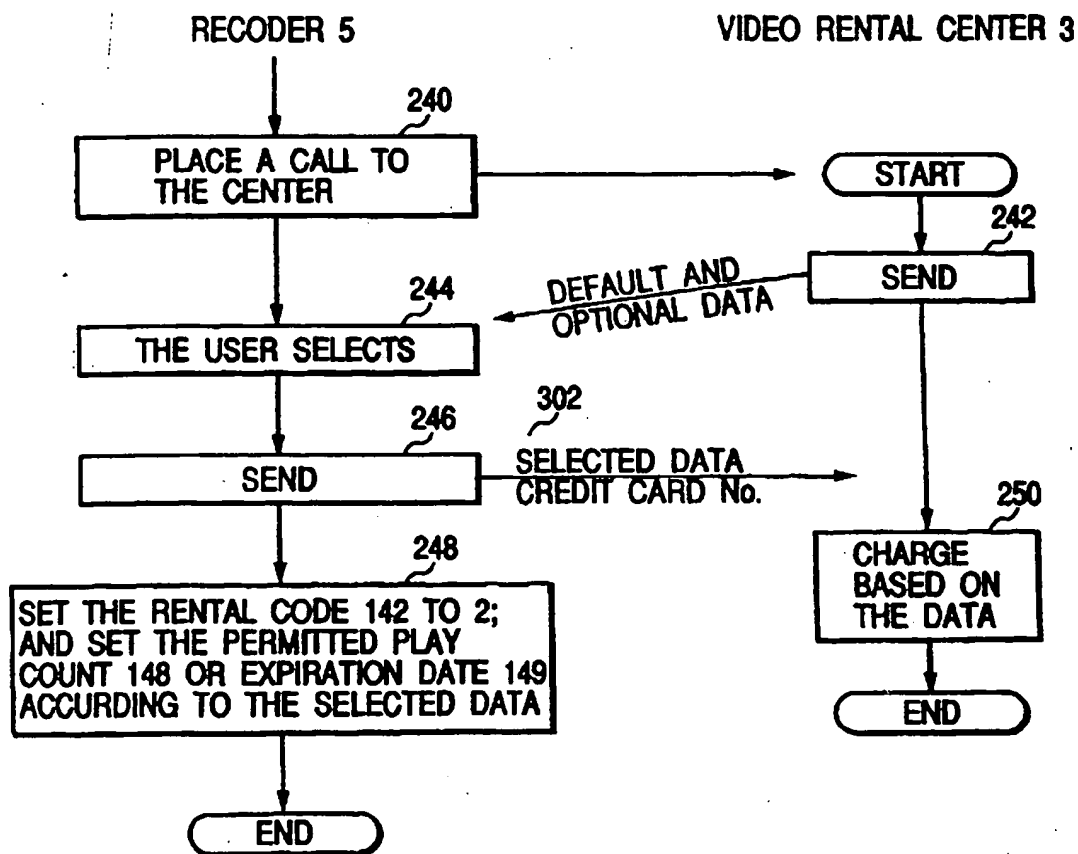 RECODER 5
VIDEO RENTAL CENTER 3
240
PLACE A CALL TO
THE CENTER
START
242
SEND
DEFAULT AND
OPTIONAL DATA
244
THE USER SELECTS
246
SEND
302
SELECTED DATA
CREDIT CARD No.
248
SET THE RENTAL CODE 142 TO 2;
AND SET THE PERMITTED PLAY
COUNT 148 OR EXPIRATION DATE 149
ACCURDING TO THE SELECTED DATA
250
CHARGE
BASED ON
THE DATA
END
END